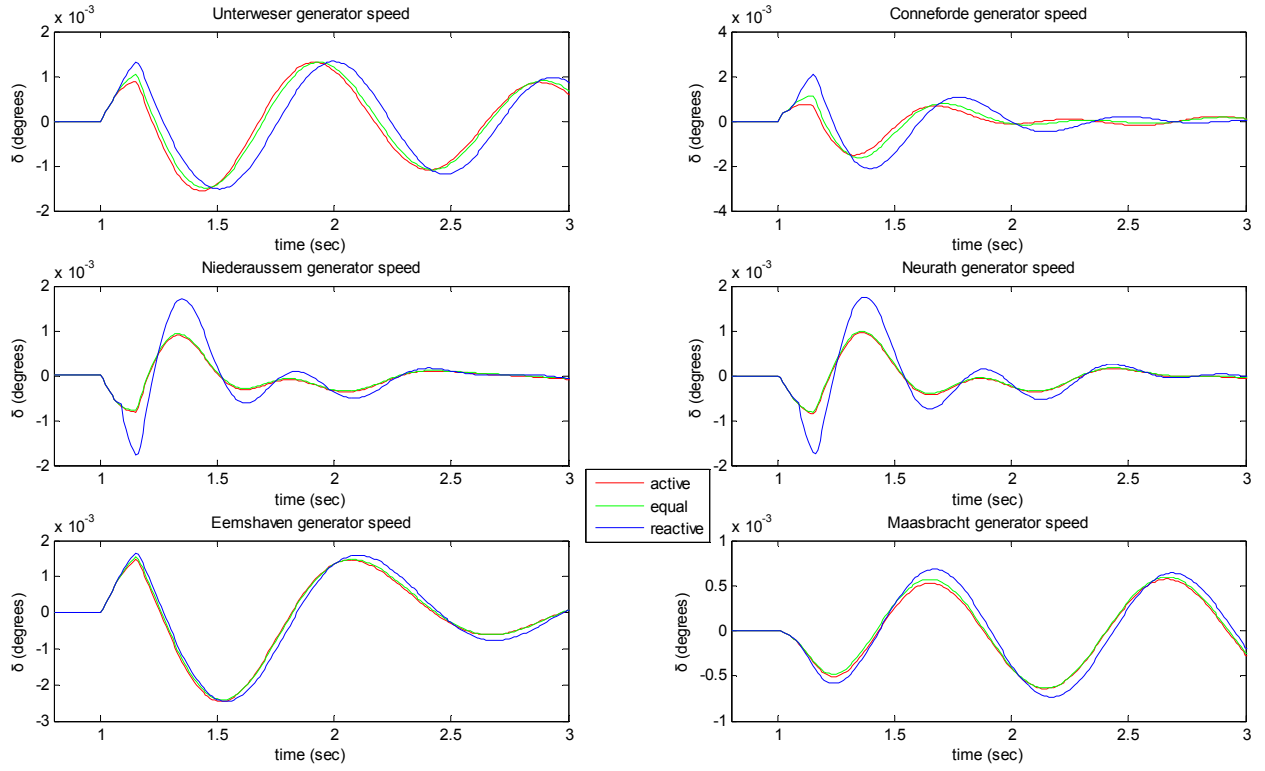 Unterweser generator speed
x 10-3
δ (degrees)
2
1
0
-1
-2
1
1.5
2
2.5
3
time (sec)
Conneforde generator speed
x 10-3
δ (degrees)
4
2
0
-2
-4
1
1.5
2
2.5
3
time (sec)
Niederaussem generator speed
x 10-3
δ (degrees)
2
1
0
-1
-2
1
1.5
2
2.5
3
time (sec)
Neurath generator speed
x 10-3
δ (degrees)
2
1
0
-1
-2
1
1.5
2
2.5
3
time (sec)
active
equal
reactive
Eemshaven generator speed
x 10-3
δ (degrees)
2
1
0
-1
-2
-3
1
1.5
2
2.5
3
time (sec)
Maasbracht generator speed
x 10-3
δ (degrees)
1
0.5
0
-0.5
-1
1
1.5
2
2.5
3
time (sec)